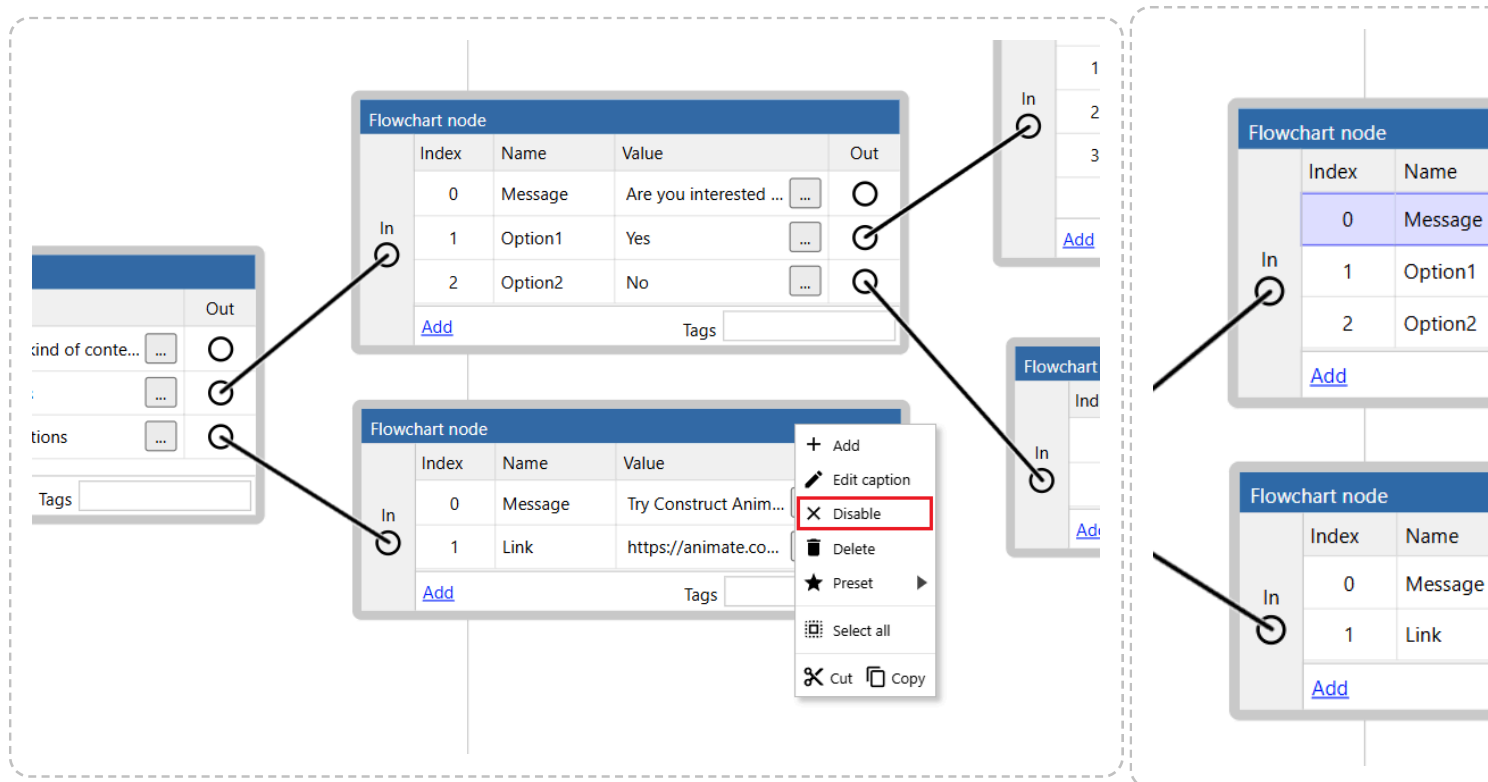 Out
kind of conte... ...
...
tions ...
Tags
Flowchart node
Index Name Value Out
In
0 Message Are you interested ... ...
1 Option1 Yes ...
2 Option2 No ...
Add Tags
Flowchart node
Index Name Value
In
0 Message Try Construct Anim...
1 Link https://animate.co...
Add Tags
Add
Edit caption
Disable
Delete
Preset
Select all
Cut Copy
In
1
2
3
Add
Flowchart
Ind
In
Add
Flowchart node
Index Name
In
0 Message
1 Option1
2 Option2
Add
Flowchart node
Index Name
In
0 Message
1 Link
Add